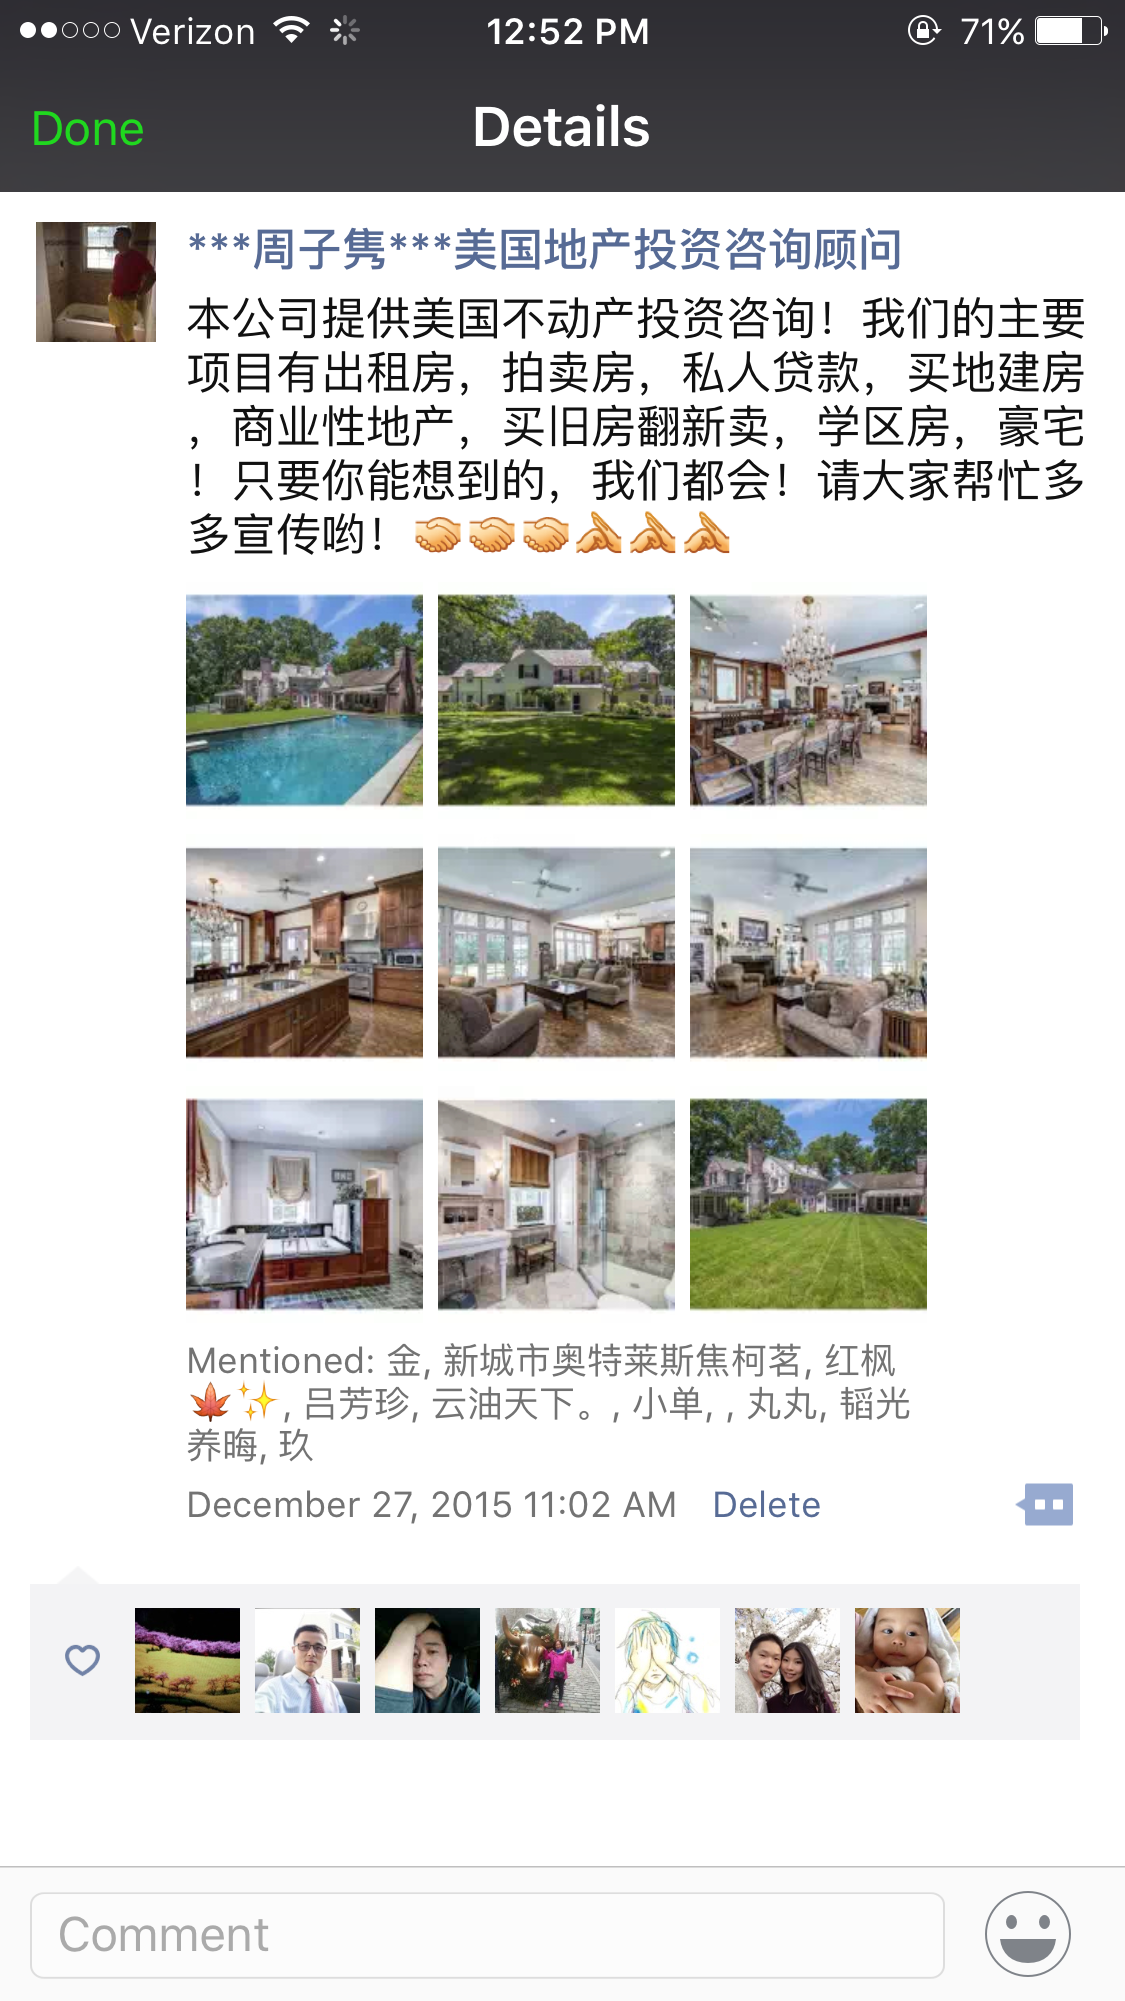 Verizon 12:52 PM 71%
Done Details
***周子隽***美国地产投资咨询顾问
本公司提供美国不动产投资咨询！我们的主要
项目有出租房，拍卖房，私人贷款，买地建房
，商业性地产，买旧房翻新卖，学区房，豪宅
！只要你能想到的，我们都会！请大家帮忙多
多宣传哟！🤝🤝🤝✍🏼✍🏼✍🏼
Mentioned: 金, 新城市奥特莱斯焦柯茗, 红枫
🍁✨, 吕芳珍, 云油天下。, 小单, , 丸丸, 韬光
养晦, 玖
December 27, 2015 11:02 AM Delete
Comment